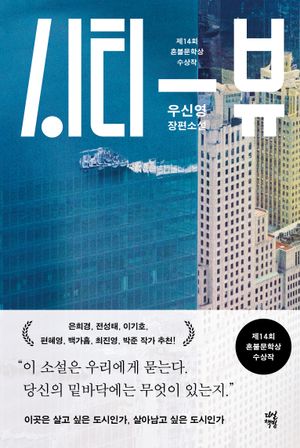 시티 뷰
제14회
혼불문학상
수상작
우신영
장편소설
은희경, 전성태, 이기호,
편혜영, 백가흠, 최진영, 박준 작가 추천!
“이 소설은 우리에게 묻는다.
당신의 밑바닥에는 무엇이 있는지.”
이곳은 살고 싶은 도시인가, 살아남고 싶은 도시인가
제14회
혼불문학상
수상작
다산
책방